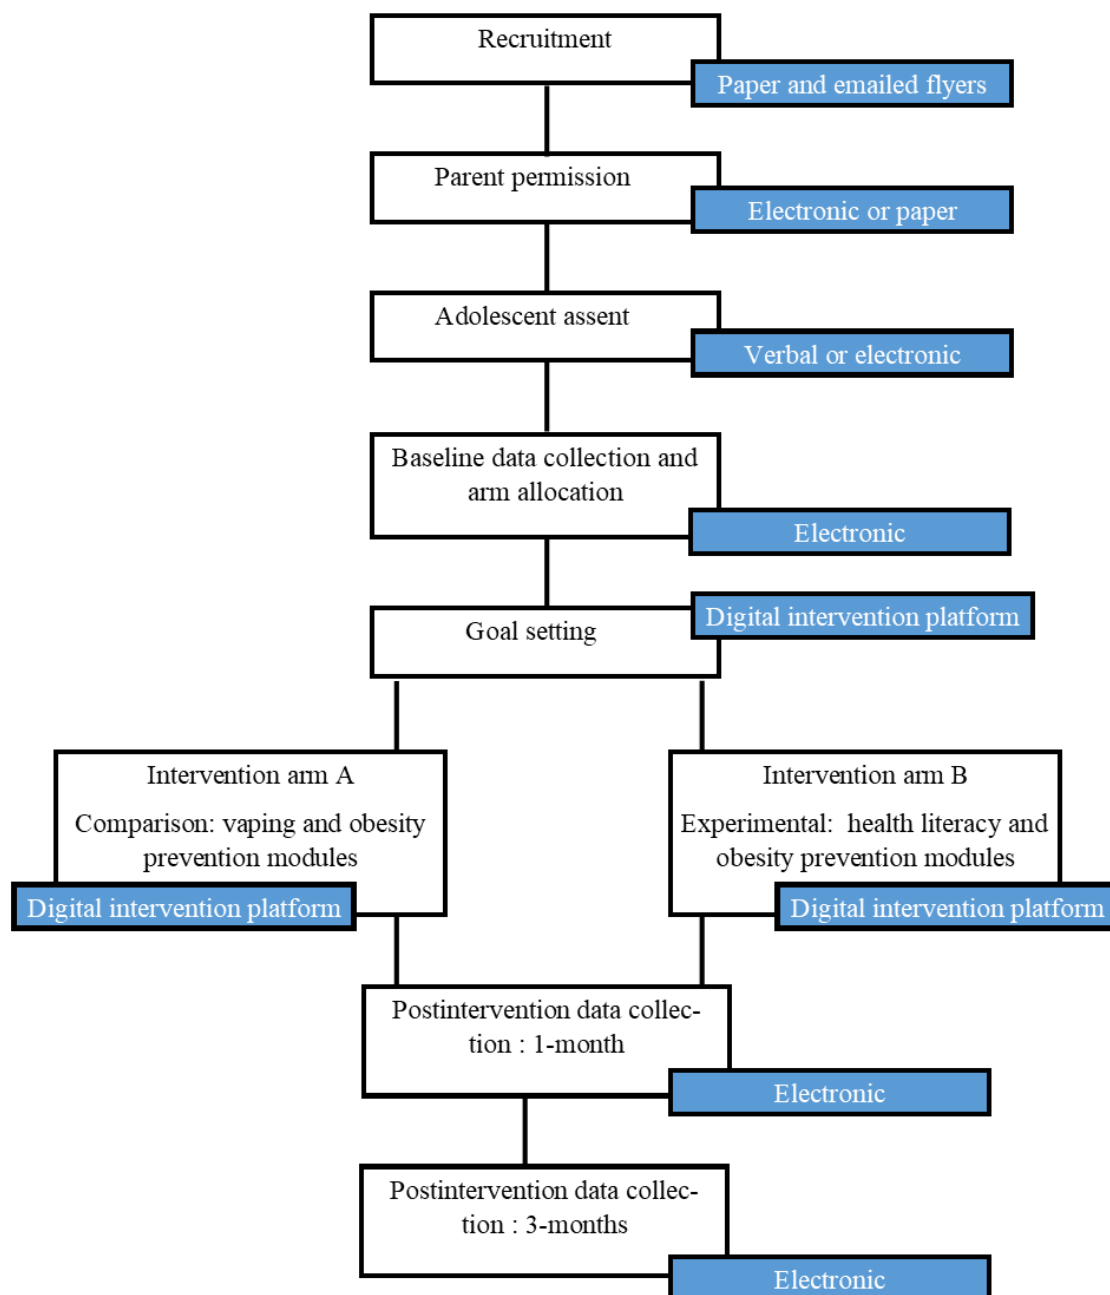 Recruitment
Paper and emailed flyers
Parent permission
Electronic or paper
Adolescent assent
Verbal or electronic
Baseline data collection and
arm allocation
Electronic
Digital intervention platform
Goal setting
Intervention arm A
Comparison: vaping and obesity
prevention modules
Digital intervention platform
Intervention arm B
Experimental:  health literacy and
obesity prevention modules
Digital intervention platform
Postintervention data collec-
tion : 1-month
Electronic
Postintervention data collec-
tion : 3-months
Electronic